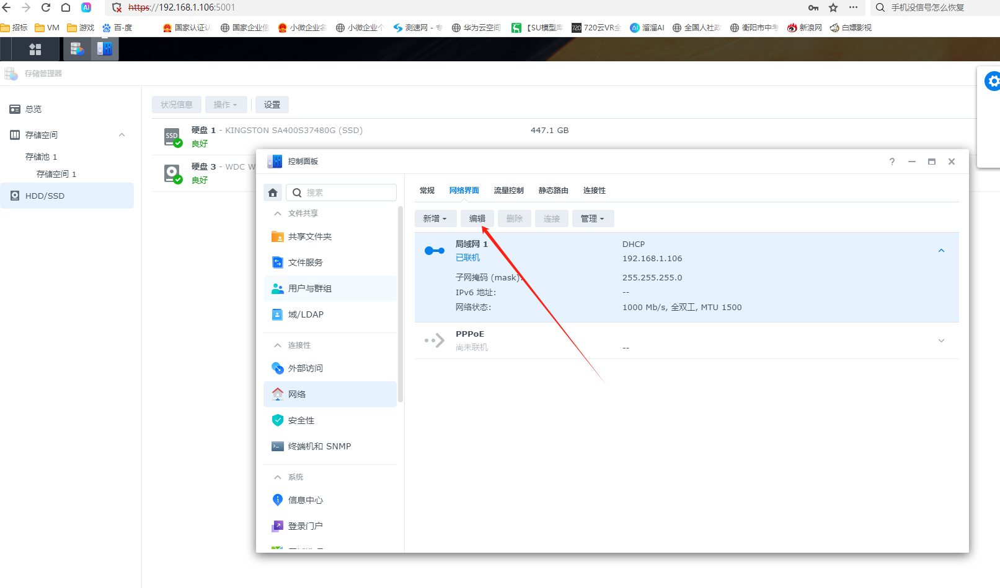 https://192.168.1.106:5001
手机没信号怎么恢复
招标
VM
游戏
百-度
国家认证认
国家企业信
小微企业名
小微企业个
测速网 - 专
华为云空间
【SU模型库
720云VR全
溜溜AI
全国人社政
衡阳市中考
新浪网
白嫖影视
存储管理器
总览
存储空间
存储池 1
存储空间 1
HDD/SSD
状况信息
操作
设置
SSD
硬盘 1 - KINGSTON SA400S37480G (SSD)
447.1 GB
良好
硬盘 3 - WDC W
良好
控制面板
搜索
文件共享
共享文件夹
文件服务
用户与群组
域/LDAP
连接性
外部访问
网络
安全性
终端机和 SNMP
系统
信息中心
登录门户
常规
网络界面
流量控制
静态路由
连接性
新增
编辑
删除
连接
管理
局域网 1
DHCP
已联机
192.168.1.106
子网掩码 (mask):
255.255.255.0
IPv6 地址:
--
网络状态:
1000 Mb/s, 全双工, MTU 1500
PPPoE
尚未联机
--